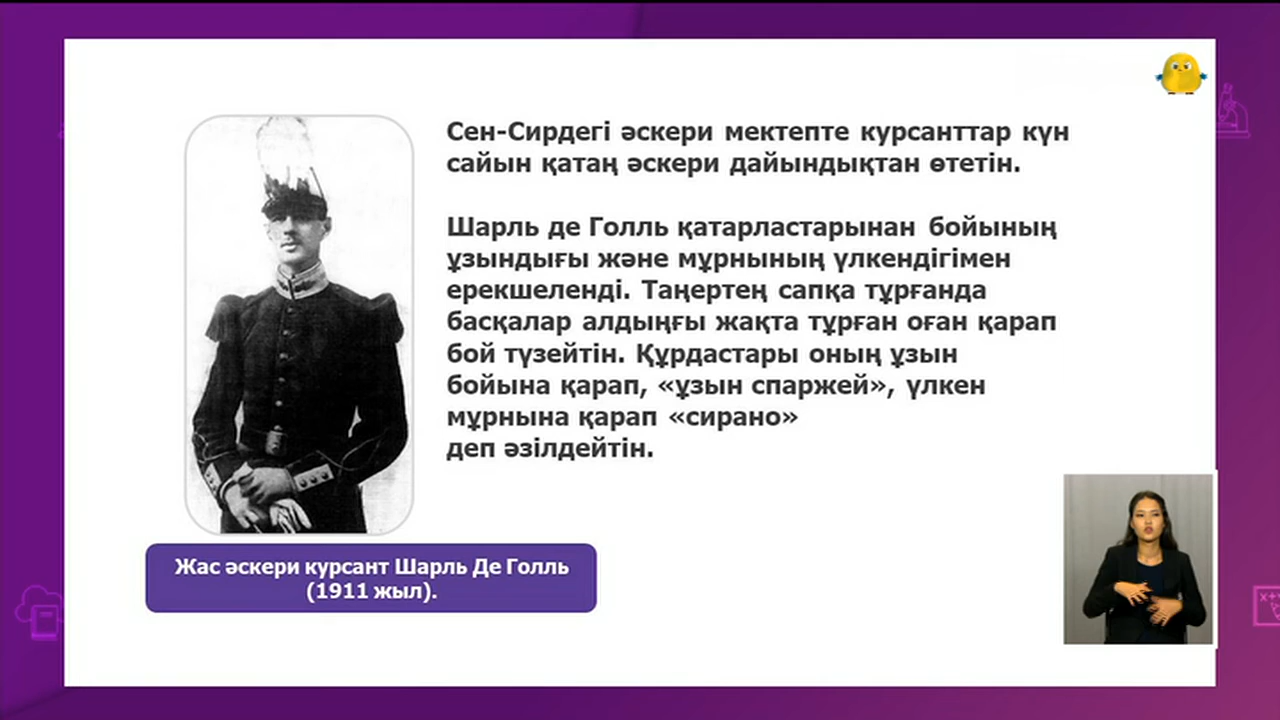 Сен-Сирдегі әскери мектепте курсанттар күн
сайын қатаң әскери дайындықтан өтетін.
Шарль де Голль қатарластарынан бойының
ұзындығы және мұрнының үлкендігімен
ерекшеленді. Таңертең сапқа тұрғанда
басқалар алдыңғы жақта тұрған оған қарап
бой түзейтін. Құрдастары оның ұзын
бойына қарап, «ұзын спаржей», үлкен
мұрнына қарап «сирано»
деп әзілдейтін.
Жас әскери курсант Шарль Де Голль
(1911 жыл).